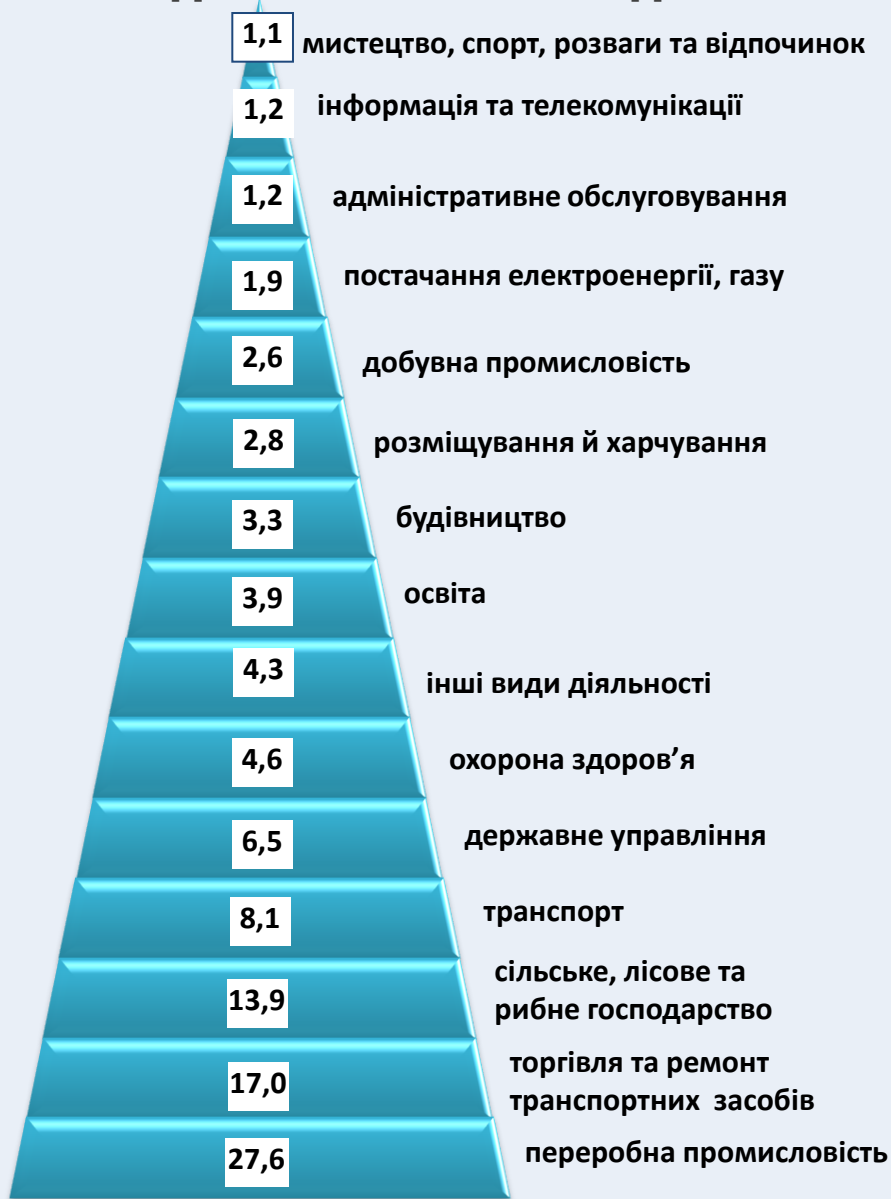 1,1 мистецтво, спорт, розваги та відпочинок
1,2 інформація та телекомунікації
1,2 адміністративне обслуговування
1,9 постачання електроенергії, газу
2,6 добувна промисловість
2,8 розміщування й харчування
3,3 будівництво
3,9 освіта
4,3 інші види діяльності
4,6 охорона здоров’я
6,5 державне управління
8,1 транспорт
13,9 сільське, лісове та
рибне господарство
17,0 торгівля та ремонт
транспортних засобів
27,6 переробна промисловість